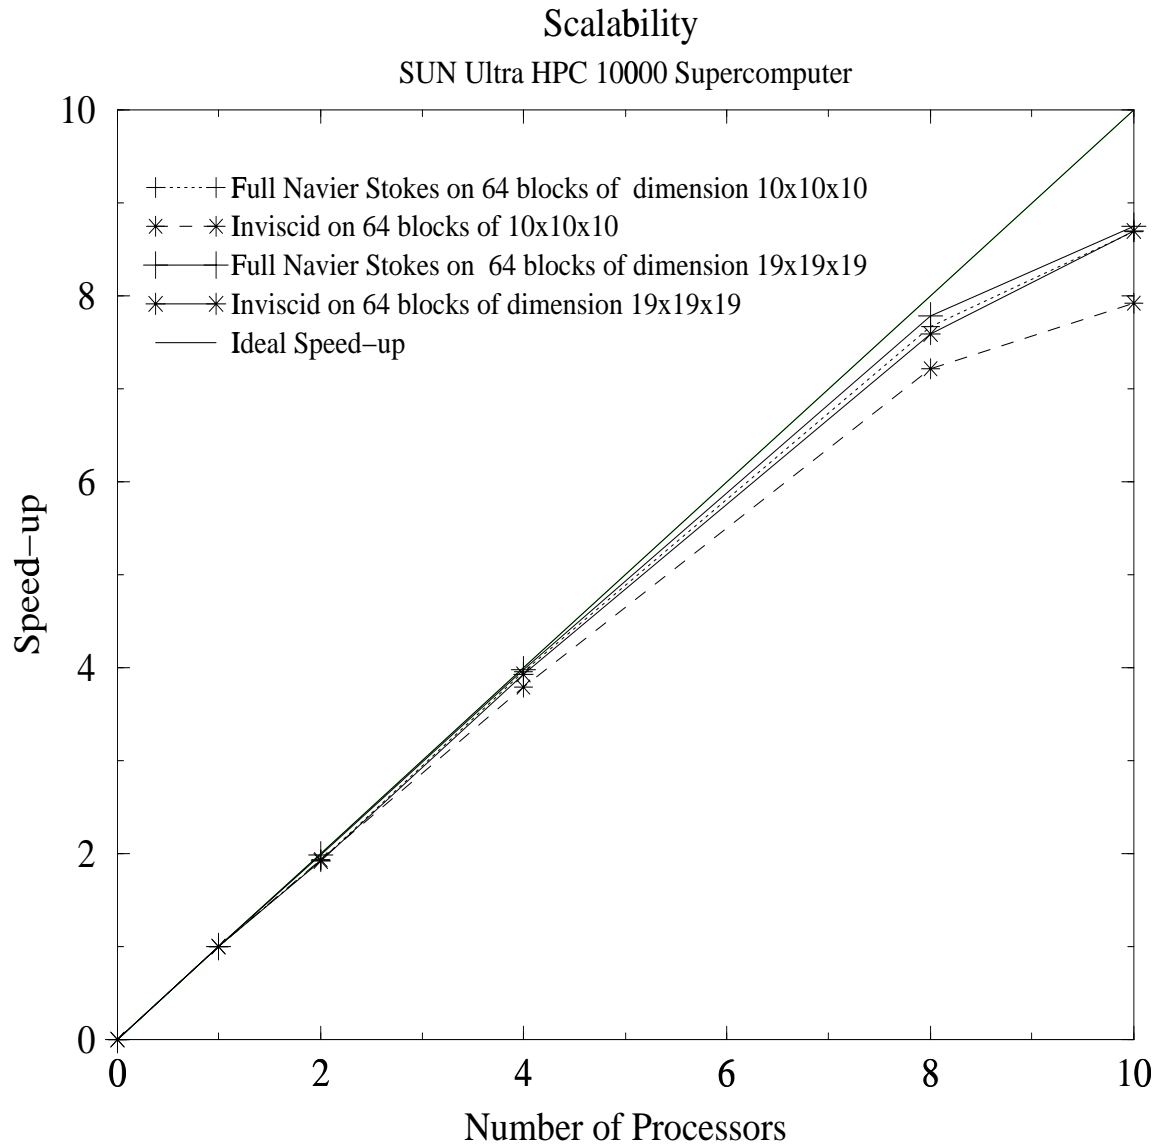 Scalability
SUN Ultra HPC 10000 Supercomputer
10
Full Navier Stokes on 64 blocks of dimension 10x10x10
Inviscid on 64 blocks of 10x10x10
Full Navier Stokes on 64 blocks of dimension 19x19x19
Inviscid on 64 blocks of dimension 19x19x19
Ideal Speed-up
8
6
4
2
0
Speed-up
0 2 4 6 8 10
Number of Processors